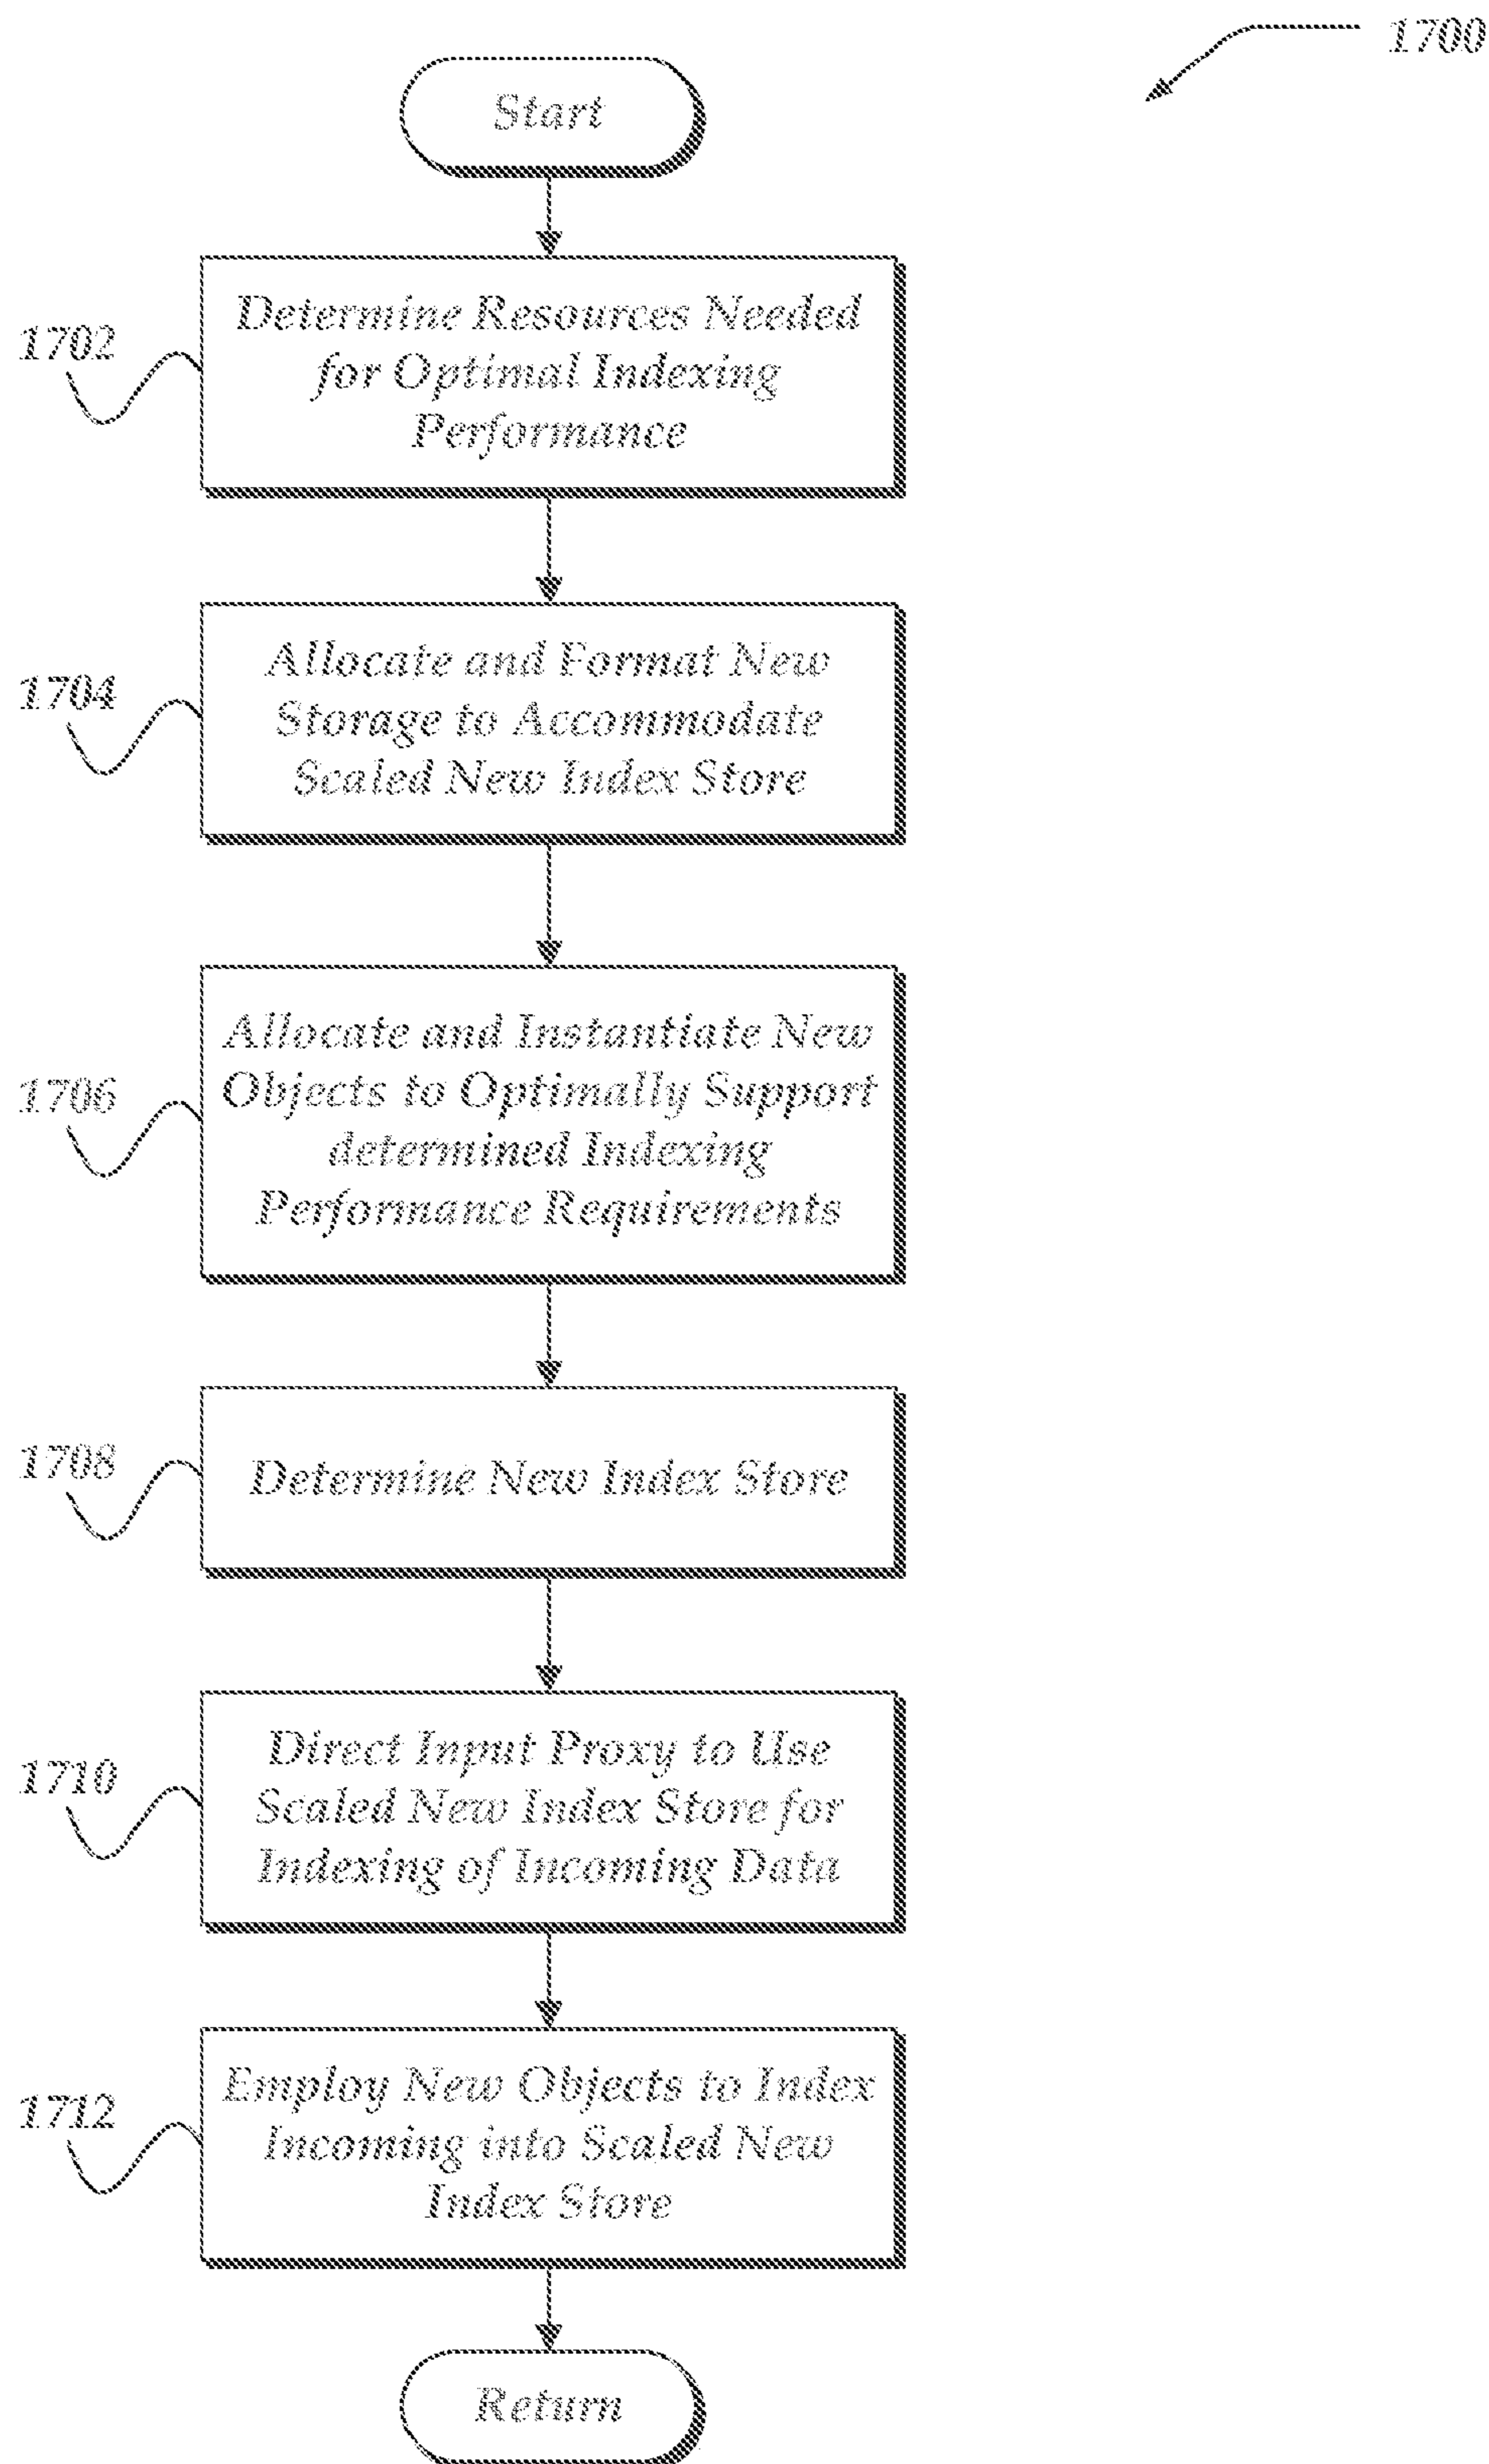 1700
Start
1702
Determine Resources Needed
for Optimal Indexing
Performance
1704
Allocate and Format New
Storage to Accommodate
Scaled New Index Store
1706
Allocate and Instantiate New
Objects to Optimally Support
determined Indexing
Performance Requirements
1708
Determine New Index Store
1710
Direct Input Proxy to Use
Scaled New Index Store for
Indexing of Incoming Data
1712
Employ New Objects to Index
Incoming into Scaled New
Index Store
Return